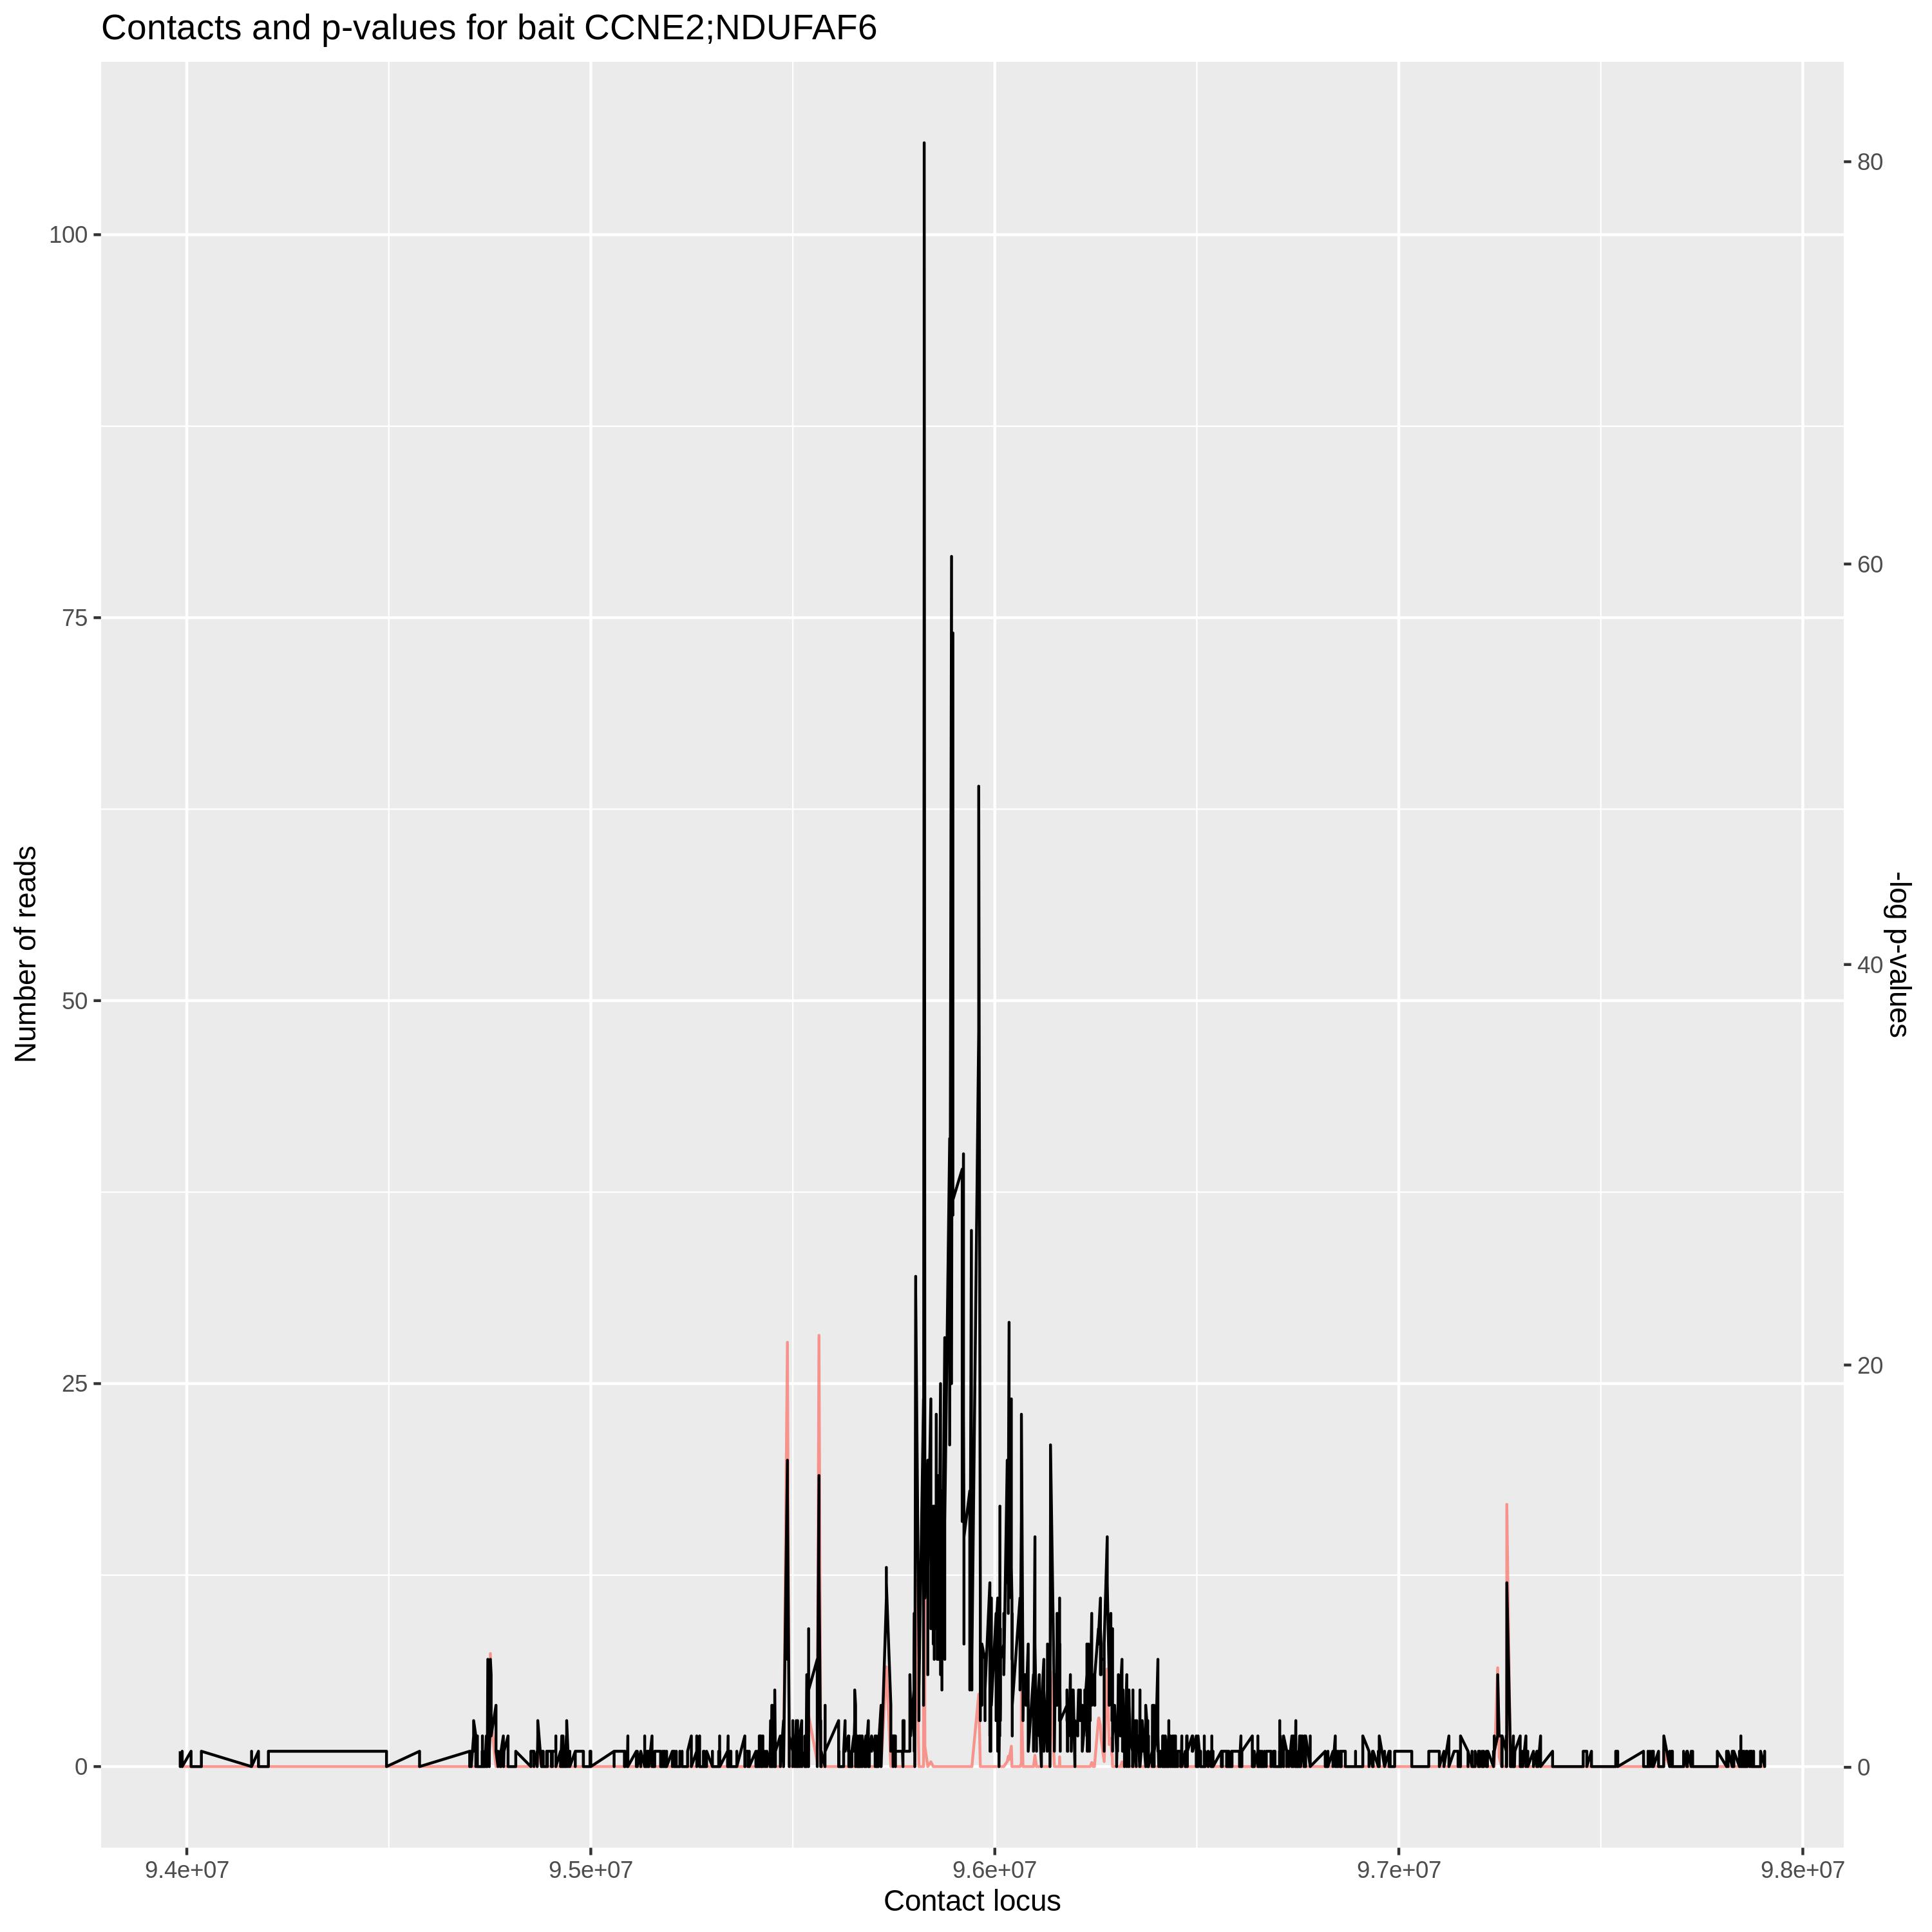 Contacts and p-values for bait CCNE2;NDUFAF6
Number of reads
100
75
50
25
0
80
60
40
20
0
-log p-values
9.4e+07 9.5e+07 9.6e+07 9.7e+07 9.8e+07
Contact locus